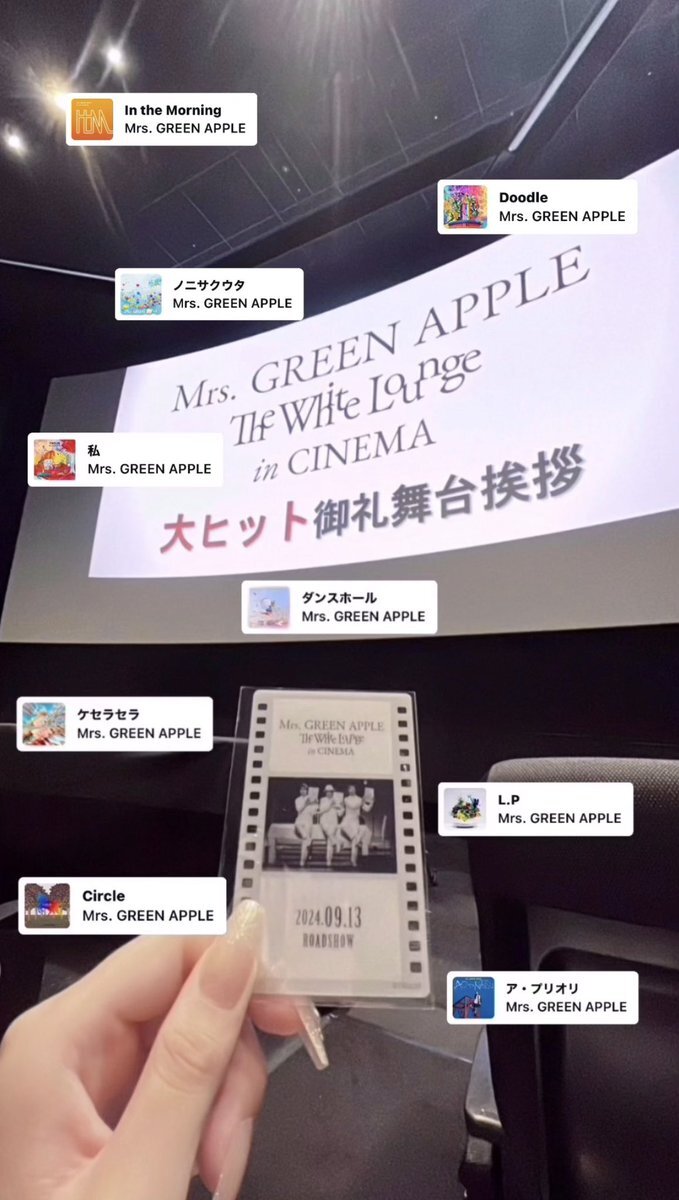 In the Morning
Mrs. GREEN APPLE
Doodle
Mrs. GREEN APPLE
ノニサクウタ
Mrs. GREEN APPLE
Mrs. GREEN APPLE
The White Lounge
in CINEMA
大ヒット御礼舞台挨拶
私
Mrs. GREEN APPLE
ダンスホール
Mrs. GREEN APPLE
ケセラセラ
Mrs. GREEN APPLE
Mrs. GREEN APPLE
The White Lounge
in CINEMA
L.P
Mrs. GREEN APPLE
Circle
Mrs. GREEN APPLE
2024.09.13
ROADSHOW
ア・プリオリ
Mrs. GREEN APPLE